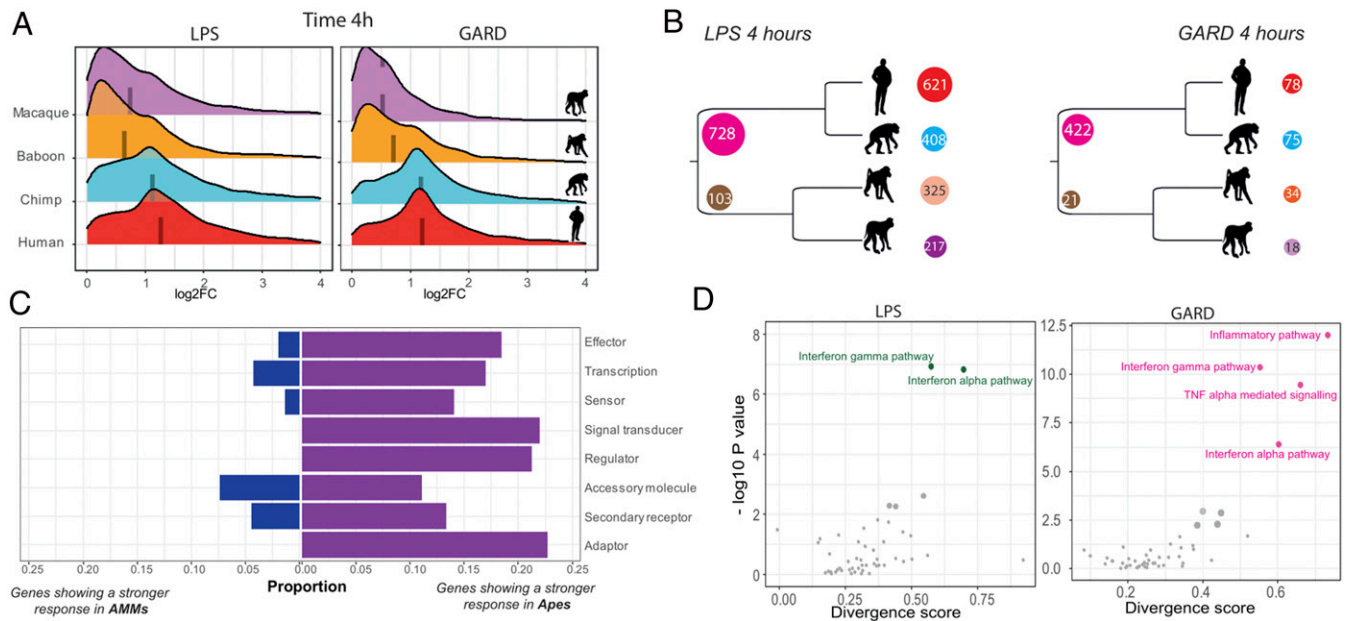 A
Time 4h
LPS
GARD
Macaque
Baboon
Chimp
Human
0 1 2 3 4
log2FC
0 1 2 3 4
log2FC
B
LPS 4 hours
GARD 4 hours
621
728
408
103
325
217
78
422
75
21
34
18
C
Effector
Transcription
Sensor
Signal transducer
Regulator
Accessory molecule
Secondary receptor
Adaptor
0.25 0.20 0.15 0.10 0.05 0.00 0.05 0.10 0.15 0.20 0.25
Proportion
Genes showing a stronger
response in AMMs
Genes showing a stronger
response in Apes
D
LPS
GARD
- log10 P value
8
6
4
2
0
Interferon gamma pathway
Interferon alpha pathway
0.00 0.25 0.50 0.75
Divergence score
12.5
10.0
7.5
5.0
2.5
0.0
Inflammatory pathway
Interferon gamma pathway
TNF alpha mediated signalling
Interferon alpha pathway
0.2 0.4 0.6
Divergence score